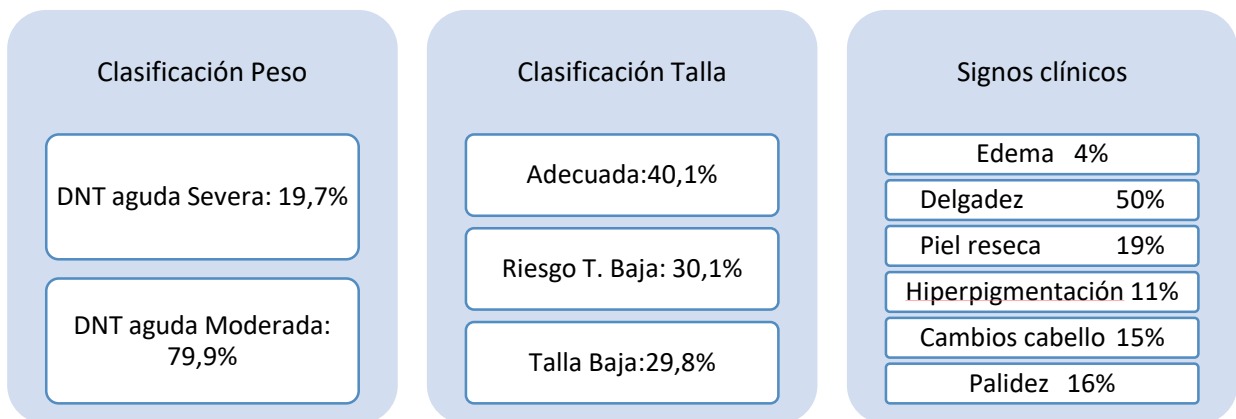 Clasificación Peso
DNT aguda Severa: 19,7%
DNT aguda Moderada:
79,9%
Clasificación Talla
Adecuada:40,1%
Riesgo T. Baja: 30,1%
Talla Baja:29,8%
Signos clínicos
Edema 4%
Delgadez 50%
Piel reseca 19%
Hiperpigmentación 11%
Cambios cabello 15%
Palidez 16%